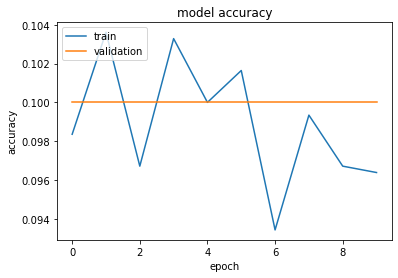 model accuracy
train
validation
0.104
0.102
0.100
0.098
0.096
0.094
accuracy
0
2
4
6
8
epoch